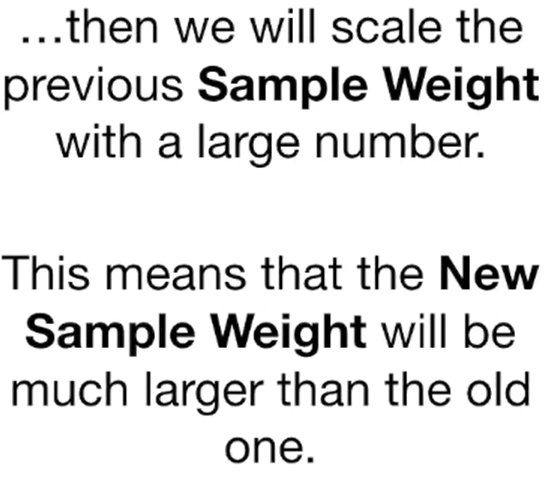 …then we will scale the
previous Sample Weight
with a large number.
This means that the New
Sample Weight will be
much larger than the old
one.